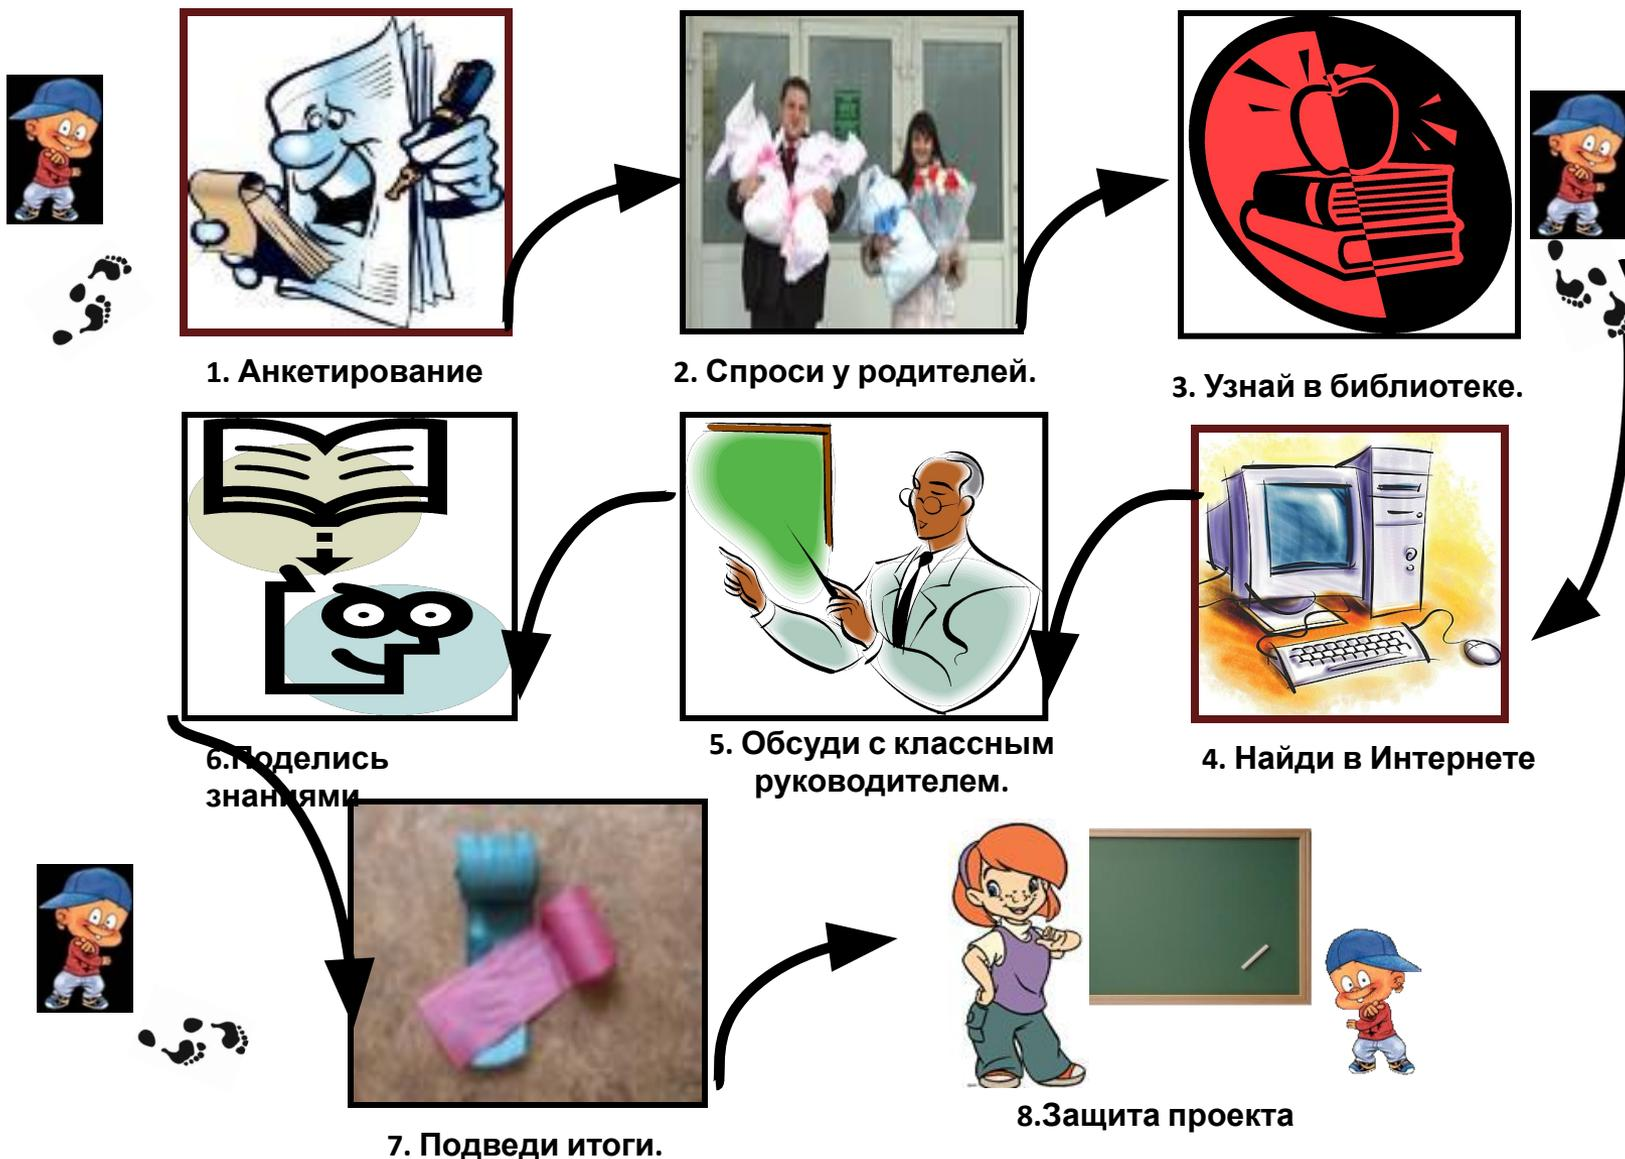 1. Анкетирование
2. Спроси у родителей.
3. Узнай в библиотеке.
4. Найди в Интернете
5. Обсуди с классным
руководителем.
6.Поделись
знаниями
7. Подведи итоги.
8.Защита проекта